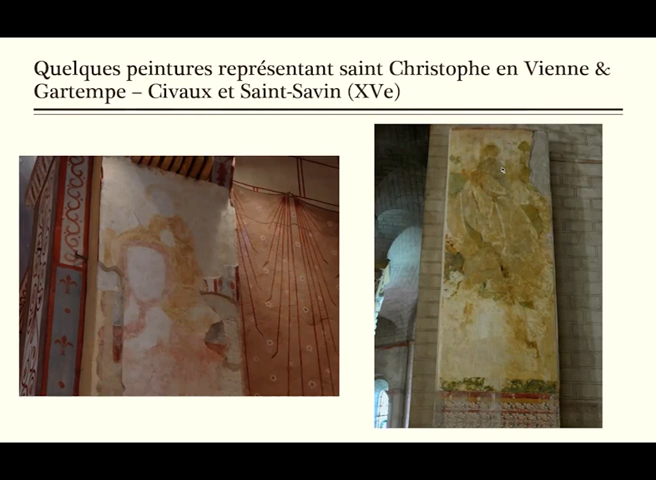 Quelques peintures représentant saint Christophe en Vienne &
Gartempe – Civaux et Saint-Savin (XVe)